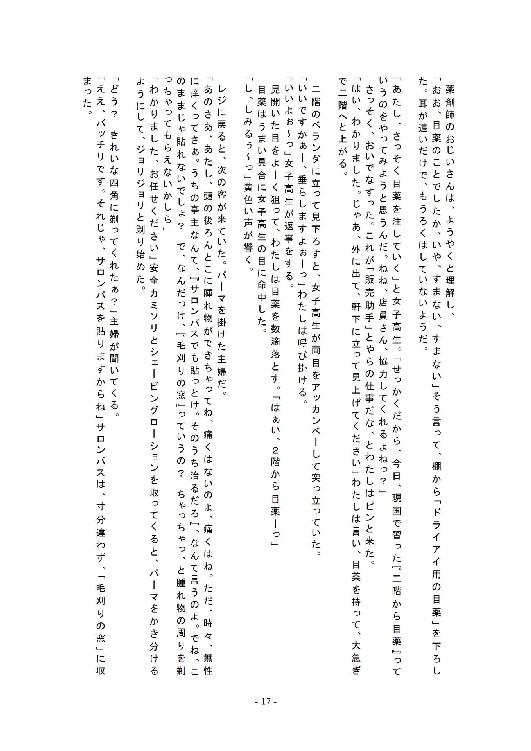 薬剤師のおじいさんは、ようやくと理解し、
「おお、目薬のことでしたか。いや、すまない、すまない」そう言って、棚から「ドライアイ用の目薬」を下ろし
た。耳が遠いだけで、もうろくはしていないようだ。
「あたし、さっそく目薬を注していく」と女子高生。「せっかくだから、今日、現国で習った『二階から目薬』って
いうのをやってみようと思うんだ。ねね、店員さん、協力してくれるよねっ？」
さっそく、おいでなすった。これが「販売助手」とやらの仕事だな、とわたしはピンと来た。
「はい、わかりました。じゃあ、外に出て、軒下に立って見上げてください」わたしは言い、目薬を持って、大急ぎ
で二階へと上がる。
二階のベランダに立って見下ろすと、女子高生が両目をアッカンベーして突っ立っていた。
「いいですかぁー、垂らしますよぉー」わたしは呼び掛ける。
「いいよぉ～っ」女子高生が返事をする。
見開いた目をよーく狙って、わたしは目薬を数滴落とす。「はぁい、２階から目薬ーっ」
目薬はうまい具合に女子高生の目に命中した。
「し、しみるぅ～っ」黄色い声が響く。
レジに戻ると、次の客が来ていた。パーマを掛けた主婦だ。
「あのさあ、あたし、頭の後ろんとこに腫れ物ができちゃってね。痛くはないのよ、痛くはね。ただ、時々、無性
に痒くってさぁ。うちの亭主なんて、『サロンパスでも貼っとけ。そのうち治るだろ』、なんて言うのよ。でね、こ
のままじゃ貼れないでしょ？　で、なんだっけ、『毛刈りの窓』っていうの？　ちゃっちゃっ、と腫れ物の周りを剃
っちゃってもらえないかしら」
「わかりました、お任せください」安全カミソリとシェービングローションを取ってくると、パーマをかき分ける
ようにして、ジョリジョリと剃り始めた。
「どう？　きれいな四角に剃ってくれたぁ？」主婦が聞いてくる。
「ええ、バッチリです。それじゃ、サロンパスを貼りますからね」サロンパスは、寸分違わず、「毛刈りの窓」に収
まった。
- 17 -